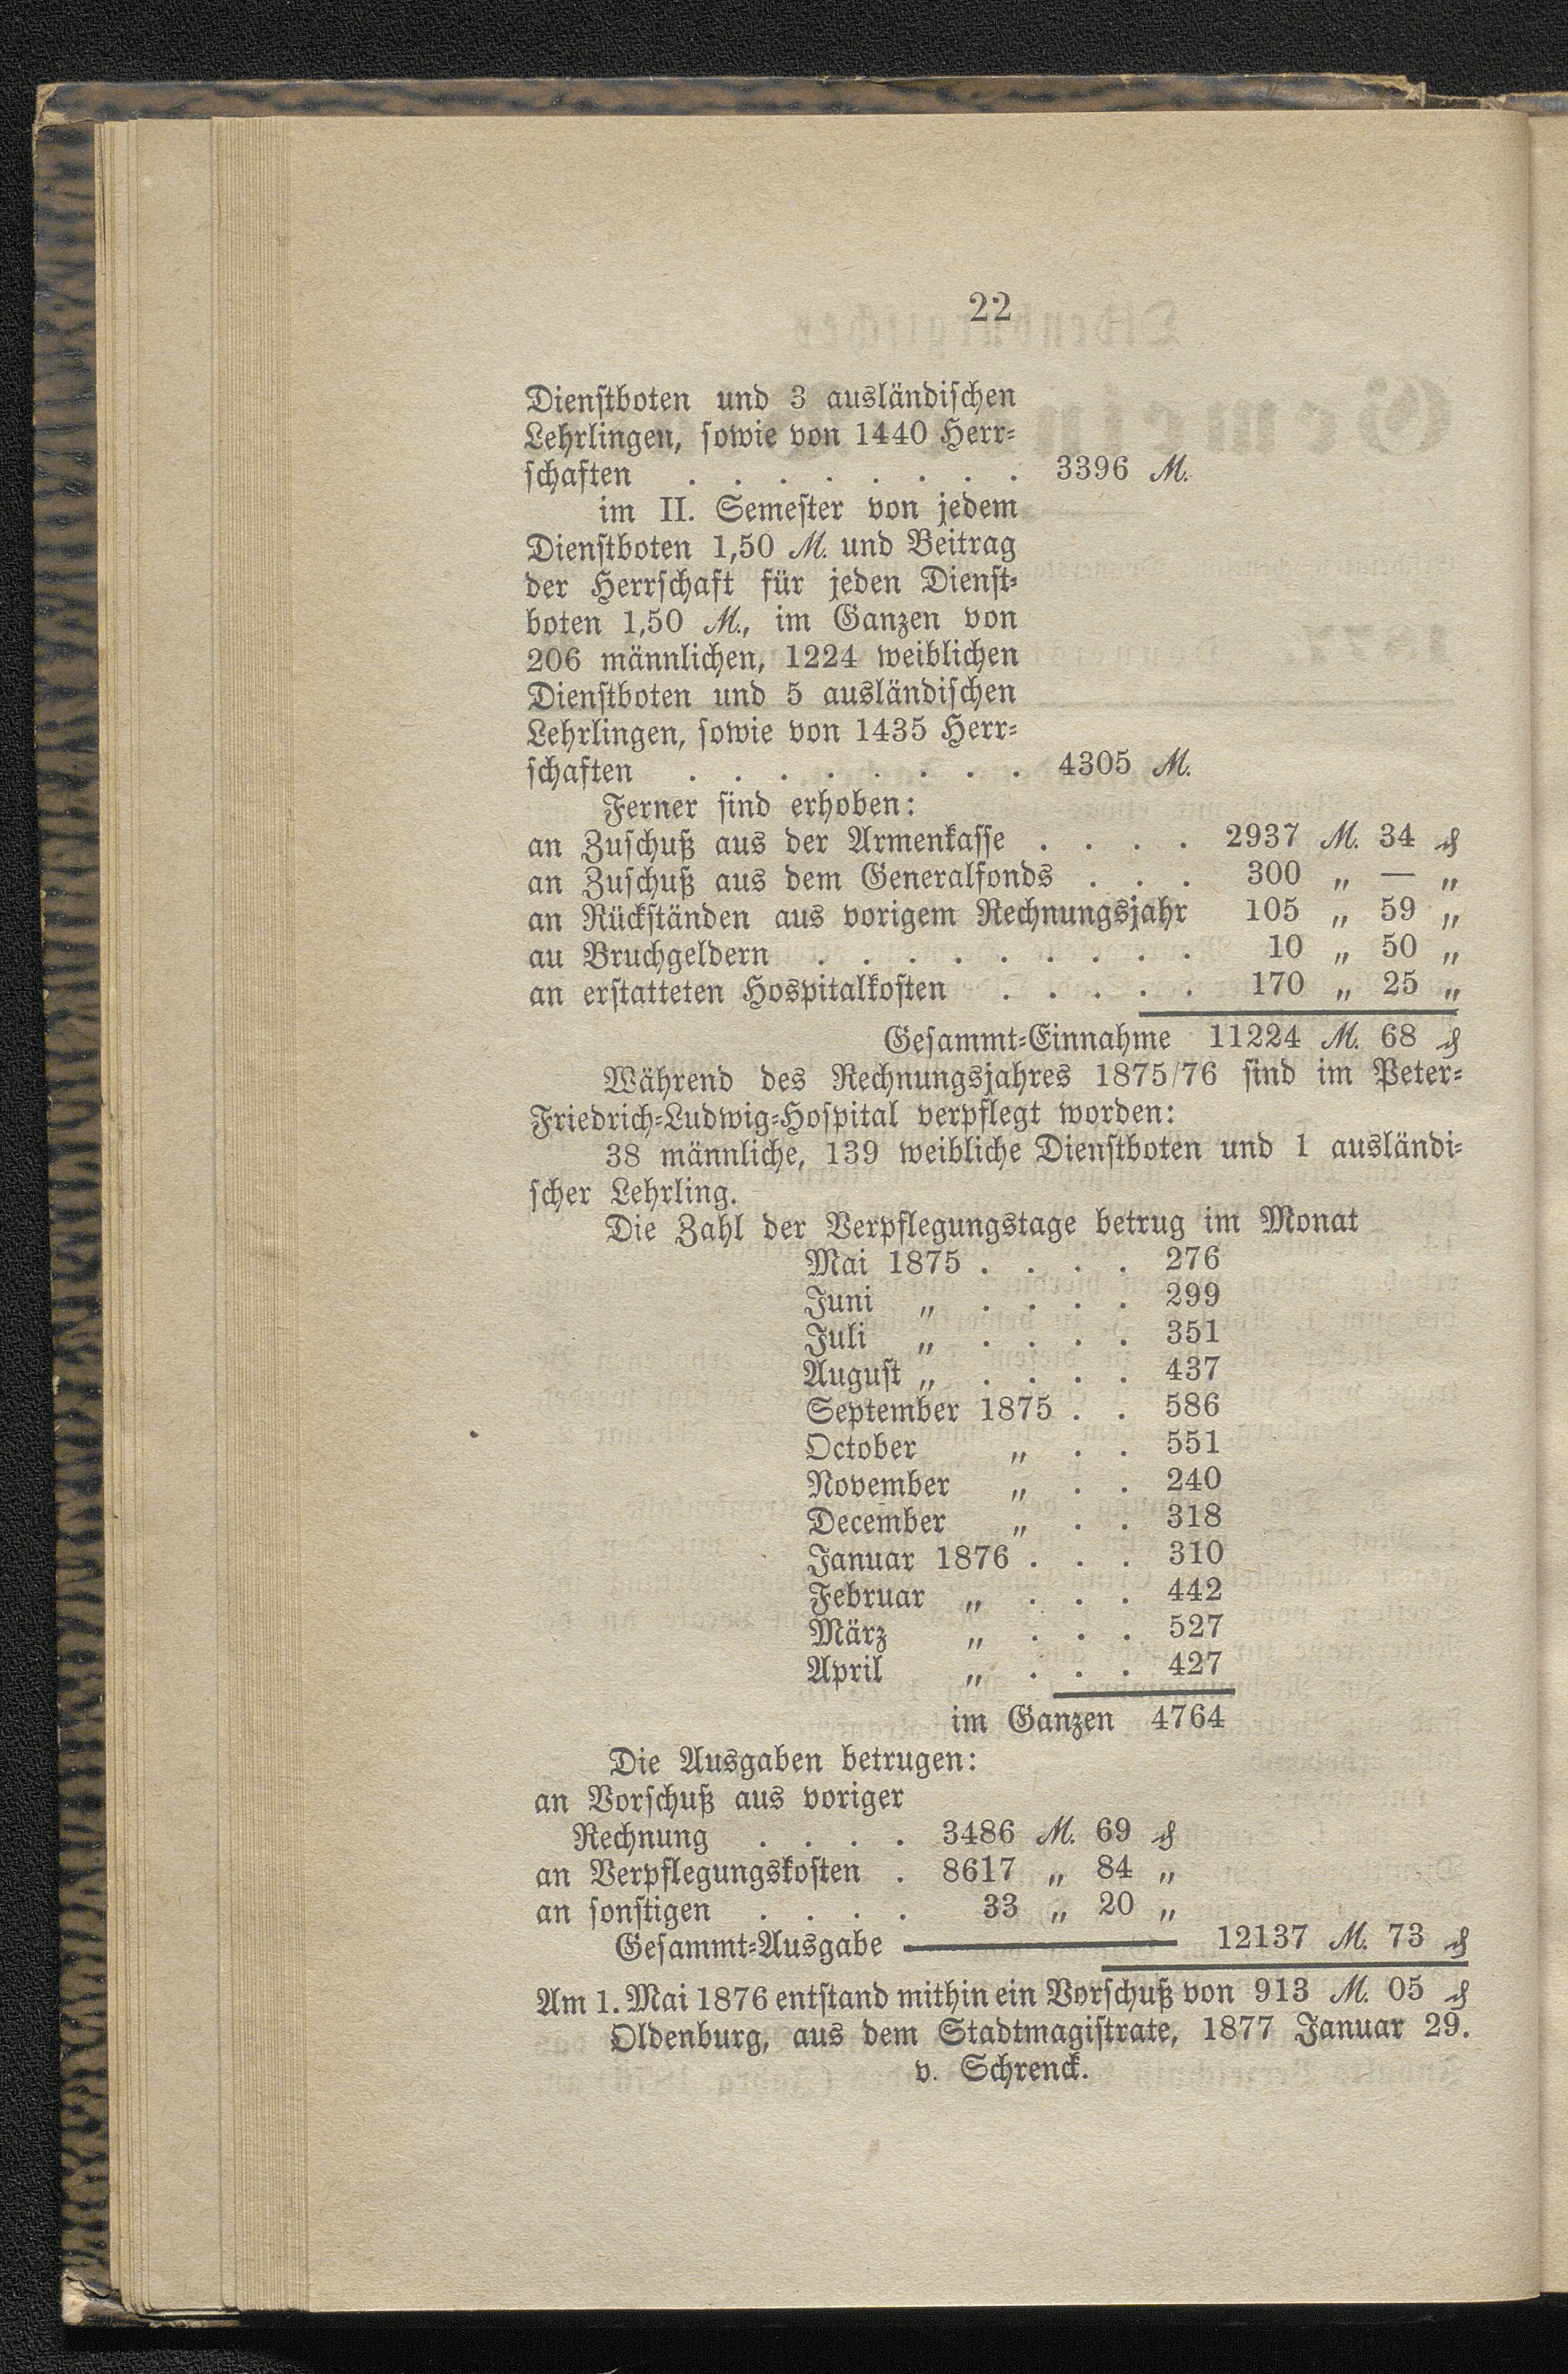 22
Dienstboten und 3 ausländischen
Lehrlingen, sowie von 1440 Herr-
schaften . . . . . . . . 3396 M.
im II. Semester von jedem
Dienstboten 1,50 M. und Beitrag
der Herrschaft für jeden Dienst-
boten 1,50 M., im Ganzen von
206 männlichen, 1224 weiblichen
Dienstboten und 5 ausländischen
Lehrlingen, sowie von 1435 Herr-
schaften . . . . . . . . 4305 M.
Ferner sind erhoben:
an Zuschuß aus der Armenkasse . . . . 2937 M. 34 ₰
an Zuschuß aus dem Generalfonds . . . 300 „ — „
an Rückständen aus vorigem Rechnungsjahr 105 „ 59 „
au Bruchgeldern . . . . . . . . . 10 „ 50 „
an erstatteten Hospitalkosten . . . . . 170 „ 25 „
Gesammt-Einnahme 11224 M. 68 ₰
Während des Rechnungsjahres 1875/76 sind im Peter-
Friedrich-Ludwig-Hospital verpflegt worden:
38 männliche, 139 weibliche Dienstboten und 1 ausländi-
scher Lehrling.
Die Zahl der Verpflegungstage betrug im Monat
Mai 1875 . . . . 276
Juni „ . . . . 299
Juli „ . . . . 351
August „ . . . . 437
September 1875 . . 586
October „ . . 551
November „ . . 240
December „ . . 318
Januar 1876 . . . 310
Februar „ . . . 442
März „ . . . 527
April „ . . . 427
im Ganzen 4764
Die Ausgaben betrugen:
an Vorschuß aus voriger
Rechnung . . . . 3486 M. 69 ₰
an Verpflegungskosten . 8617 „ 84 „
an sonstigen . . . . 33 „ 20 „
Gesammt-Ausgabe 12137 M. 73 ₰
Am 1. Mai 1876 entstand mithin ein Vorschuß von 913 M. 05 ₰
Oldenburg, aus dem Stadtmagistrate, 1877 Januar 29.
v. Schrenck.